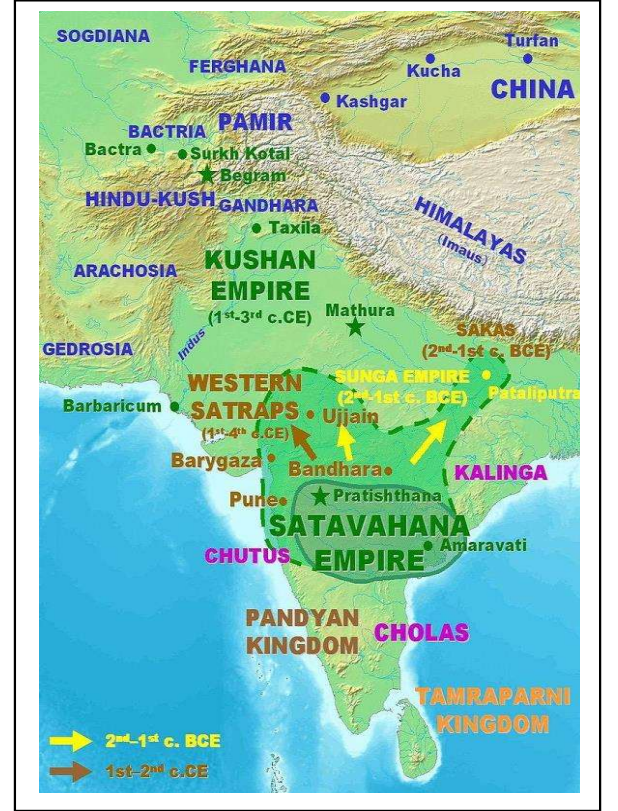 SOGDIANA
Turfan
FERGHANA
Kucha
CHINA
Kashgar
PAMIR
BACTRIA
Bactra
Surkh Kotal
Begram
HINDU-KUSH
GANDHARA
HIMALAYAS
(Imaus)
Taxila
KUSHAN
EMPIRE
(1st-3rd c.CE)
ARACHOSIA
Mathura
Indus
SAKAS
(2nd-1st c. BCE)
GEDROSIA
SUNGA EMPIRE
(2nd-1st c. BCE)
WESTERN
SATRAPS
(1st-4th c.CE)
Pataliputra
Barbaricum
Ujjain
Barygaza
Bandhara
KALINGA
Pune
Pratishthana
SATAVAHANA
EMPIRE
Amaravati
CHUTUS
PANDYAN
KINGDOM
CHOLAS
TAMRAPARNI
KINGDOM
2nd-1st c. BCE
1st-2nd c.CE